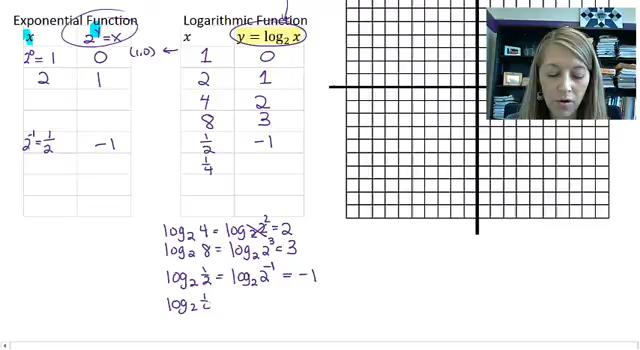 Exponential Function
x 2^y = x
2^0 = 1 0
2 1
2^-1 = 1/2 -1
(1,0) ←
Logarithmic Function
x y = log₂ x
1 0
2 1
4 2
8 3
1/2 -1
1/4
log₂ 4 = log₂ 2^2 = 2
log₂ 8 = log₂ 2^3 = 3
log₂ 1/2 = log₂ 2^-1 = -1
log₂ 1/